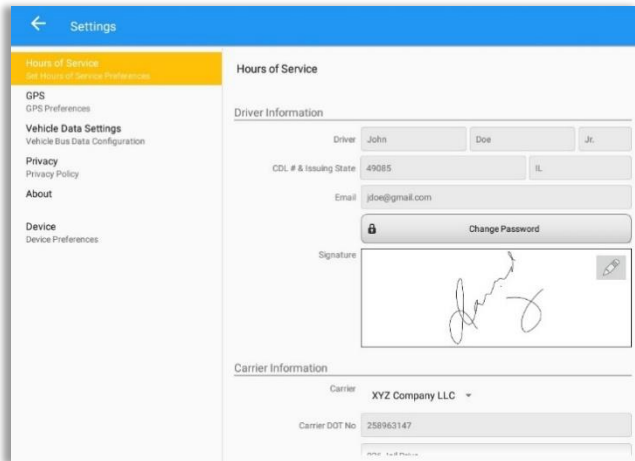 Settings
Hours of Service
Set Hours of Service Preferences
GPS
GPS Preferences
Vehicle Data Settings
Vehicle Bus Data Configuration
Privacy
Privacy Policy
About
Device
Device Preferences
Hours of Service
Driver Information
Driver John Doe Jr.
CDL # & Issuing State 49085 IL
Email jdoe@gmail.com
Change Password
Signature
Carrier Information
Carrier XYZ Company LLC
Carrier DOT No 258963147